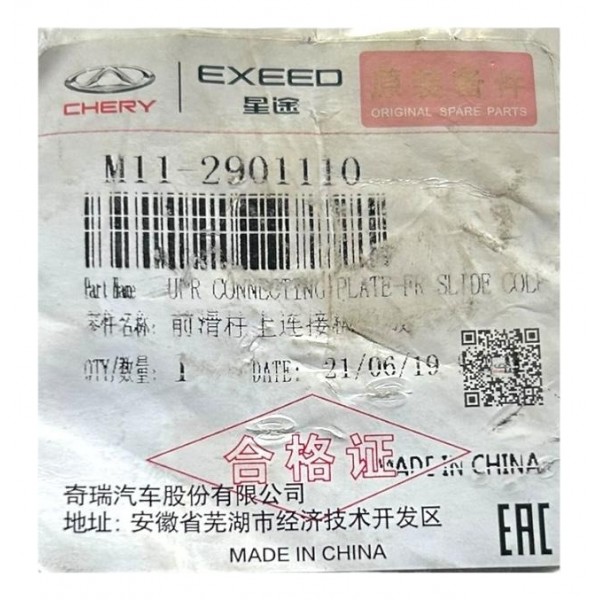 CHERY
EXEED
星途
原装备件
ORIGINAL SPARE PARTS
M11-2901110
Part Name UPR CONNECTING PLATE-FR SLIDE
零件名称: 前滑柱上连接
QTY/数量: 1 DATE: 21/06/19
合格证
MADE IN CHINA
奇瑞汽车股份有限公司
地址: 安徽省芜湖市经济技术开发区
MADE IN CHINA
EAC